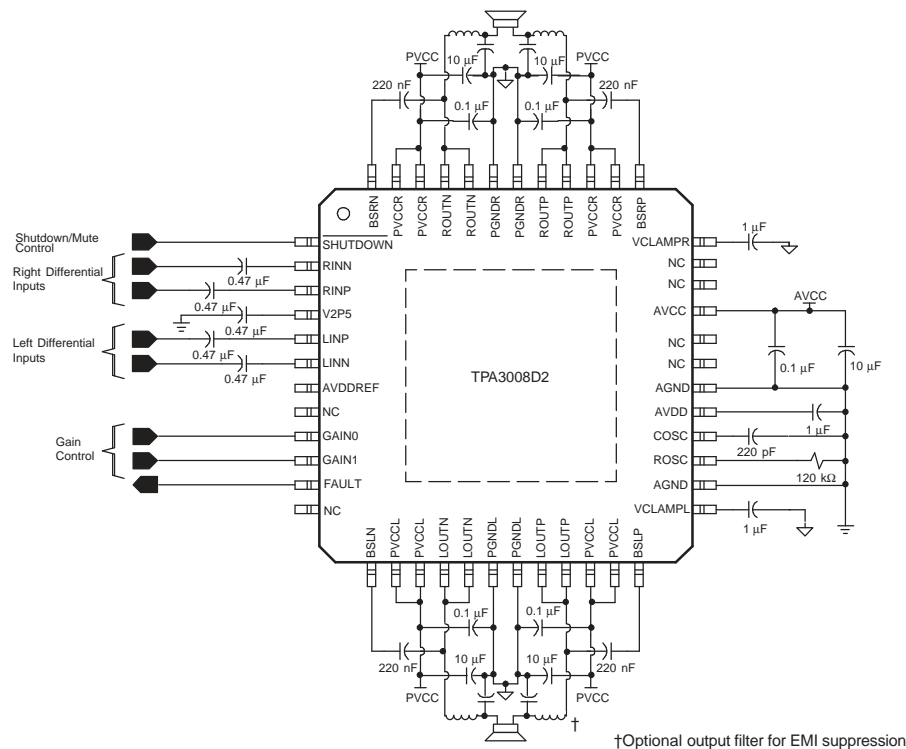 PVCC
10 µF
10 µF
PVCC
220 nF
220 nF
0.1 µF
0.1 µF
BSRN
PVCCR
PVCCR
ROUTN
ROUTN
PGNDR
PGNDR
ROUTP
ROUTP
PVCCR
PVCCR
BSRP
Shutdown/Mute
Control
SHUTDOWN
VCLAMPR
1 µF
Right Differential
Inputs
RINN
0.47 µF
RINP
0.47 µF
NC
NC
V2P5
0.47 µF
AVCC
AVCC
Left Differential
Inputs
LINP
0.47 µF
LINN
0.47 µF
NC
NC
0.1 µF
10 µF
TPA3008D2
AVDDREF
AGND
NC
AVDD
1 µF
Gain
Control
GAIN0
COSC
220 pF
GAIN1
ROSC
120 kΩ
FAULT
AGND
NC
VCLAMPL
1 µF
BSLN
PVCCL
PVCCL
LOUTN
LOUTN
PGNDL
PGNDL
LOUTP
LOUTP
PVCCL
PVCCL
BSLP
0.1 µF
0.1 µF
220 nF
10 µF
10 µF
220 nF
PVCC
PVCC
†
†Optional output filter for EMI suppression